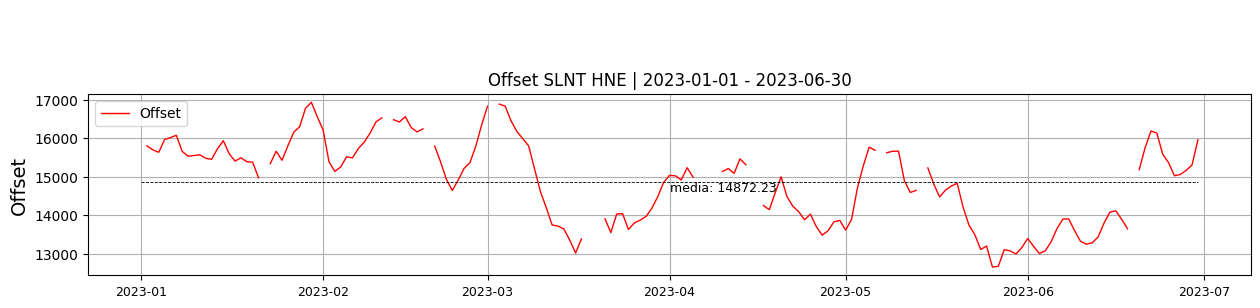 Offset SLNT HNE | 2023-01-01 - 2023-06-30
Offset
17000
16000
15000
14000
13000
Offset
media: 14872.23
2023-01 2023-02 2023-03 2023-04 2023-05 2023-06 2023-07